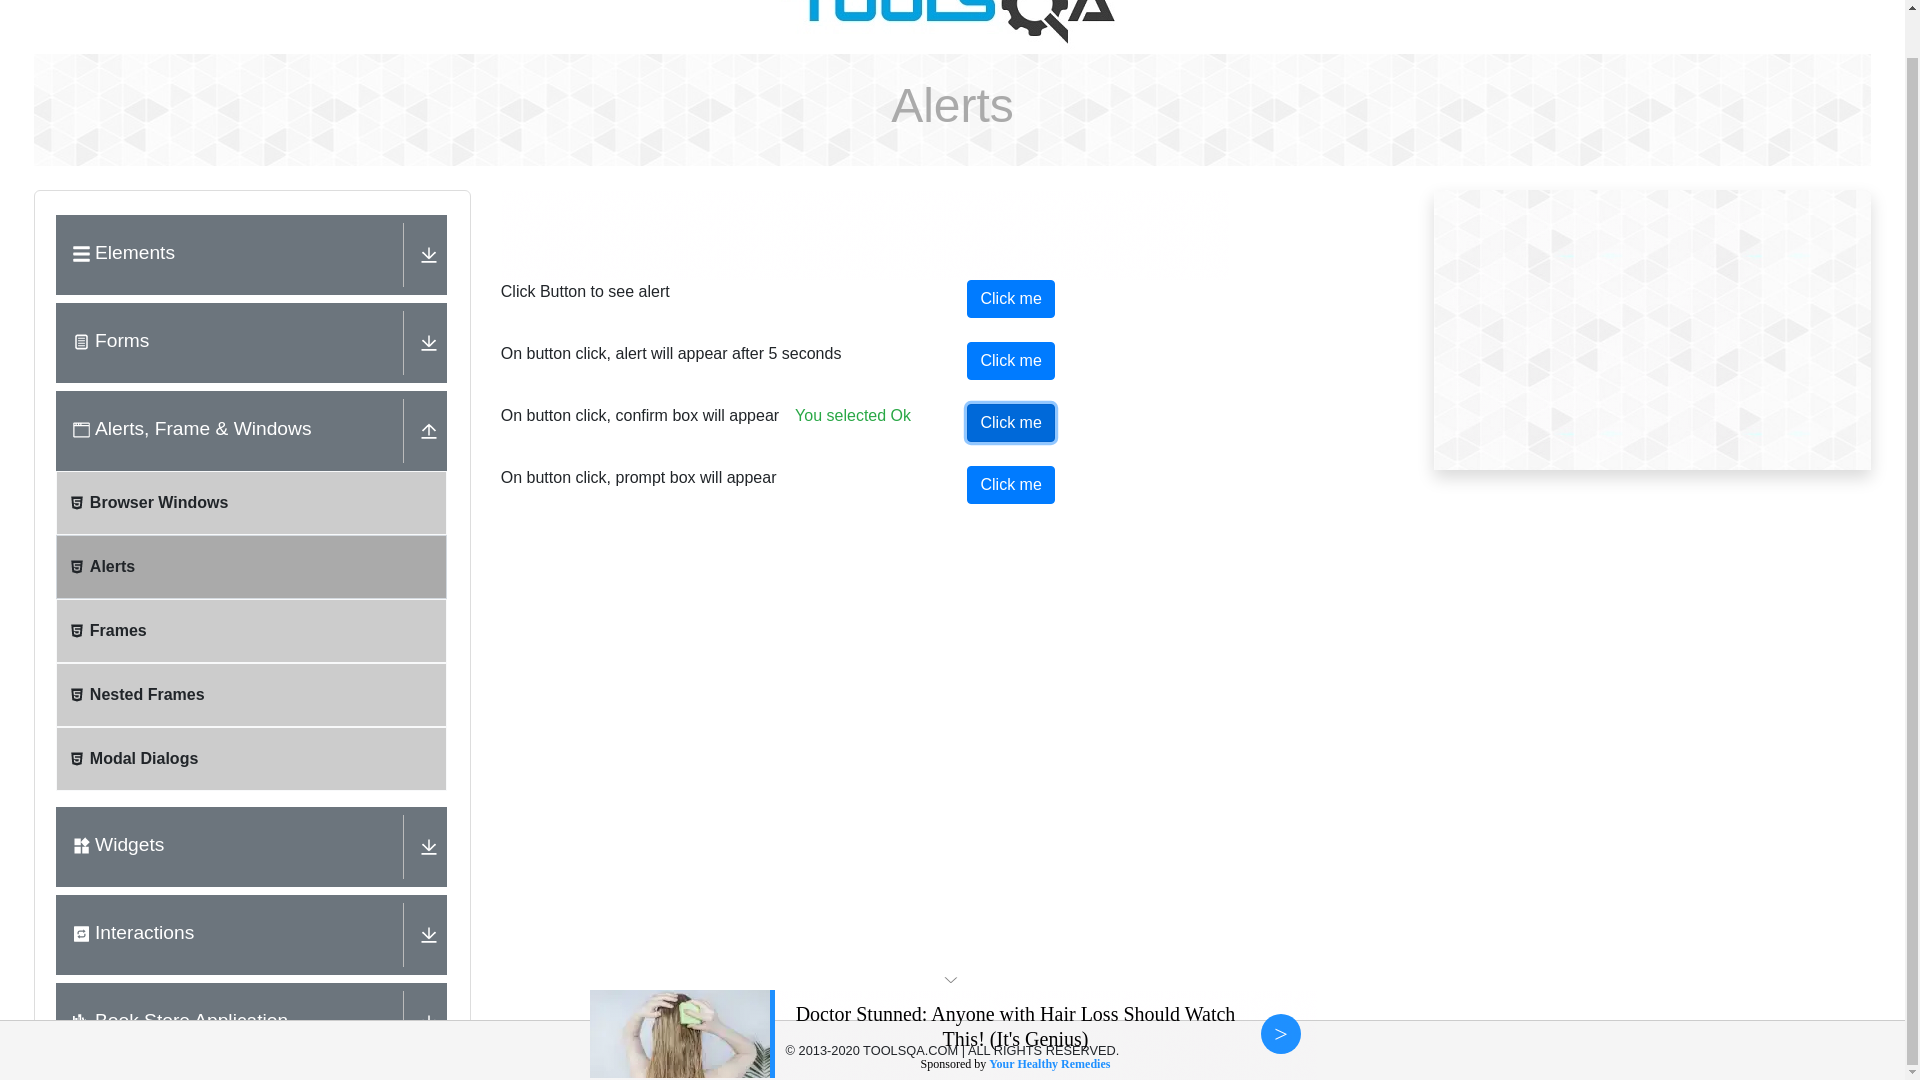 TOOLSQA
Alerts
Elements
Forms
Alerts, Frame & Windows
Browser Windows
Alerts
Frames
Nested Frames
Modal Dialogs
Widgets
Interactions
Book Store Application
Click Button to see alert
Click me
On button click, alert will appear after 5 seconds
Click me
On button click, confirm box will appear You selected Ok
Click me
On button click, prompt box will appear
Click me
Doctor Stunned: Anyone with Hair Loss Should Watch
This! (It's Genius)
Sponsored by Your Healthy Remedies
>
© 2013-2020 TOOLSQA.COM | ALL RIGHTS RESERVED.